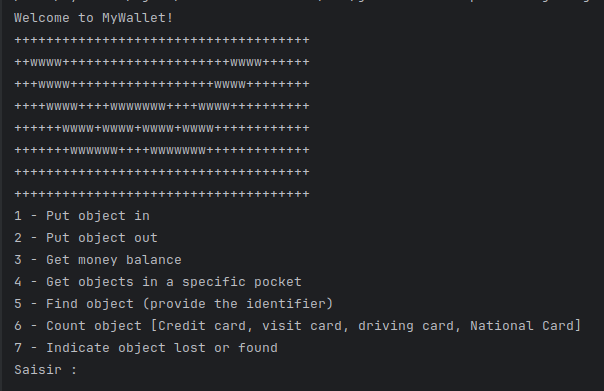 Welcome to MyWallet!
+++++++++++++++++++++++++++++++++++++
++wwww+++++++++++++++++++++wwww++++++
+++wwww++++++++++++++++++wwww++++++++
++++wwww++++wwwwwww++++wwww++++++++++
++++++wwww+wwww+wwww+wwww++++++++++++
+++++++wwwwww++++wwwwwww+++++++++++++
+++++++++++++++++++++++++++++++++++++
+++++++++++++++++++++++++++++++++++++
1 - Put object in
2 - Put object out
3 - Get money balance
4 - Get objects in a specific pocket
5 - Find object (provide the identifier)
6 - Count object [Credit card, visit card, driving card, National Card]
7 - Indicate object lost or found
Saisir :